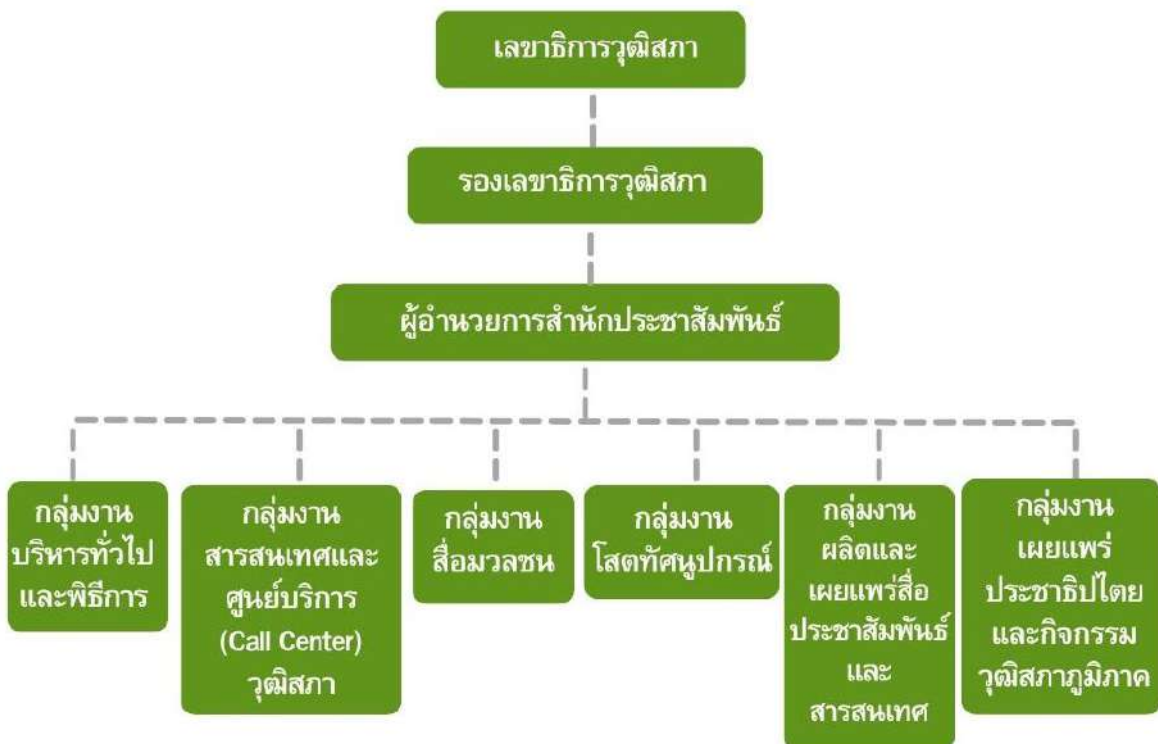 เลขาธิการวุฒิสภา
รองเลขาธิการวุฒิสภา
ผู้อำนวยการสำนักประชาสัมพันธ์
กลุ่มงาน
บริหารทั่วไป
และพิธีการ
กลุ่มงาน
สารสนเทศและ
ศูนย์บริการ
(Call Center)
วุฒิสภา
กลุ่มงาน
สื่อมวลชน
กลุ่มงาน
โสตทัศนูปกรณ์
กลุ่มงาน
ผลิตและ
เผยแพร่สื่อ
ประชาสัมพันธ์
และ
สารสนเทศ
กลุ่มงาน
เผยแพร่
ประชาธิปไตย
และกิจกรรม
วุฒิสภาภูมิภาค